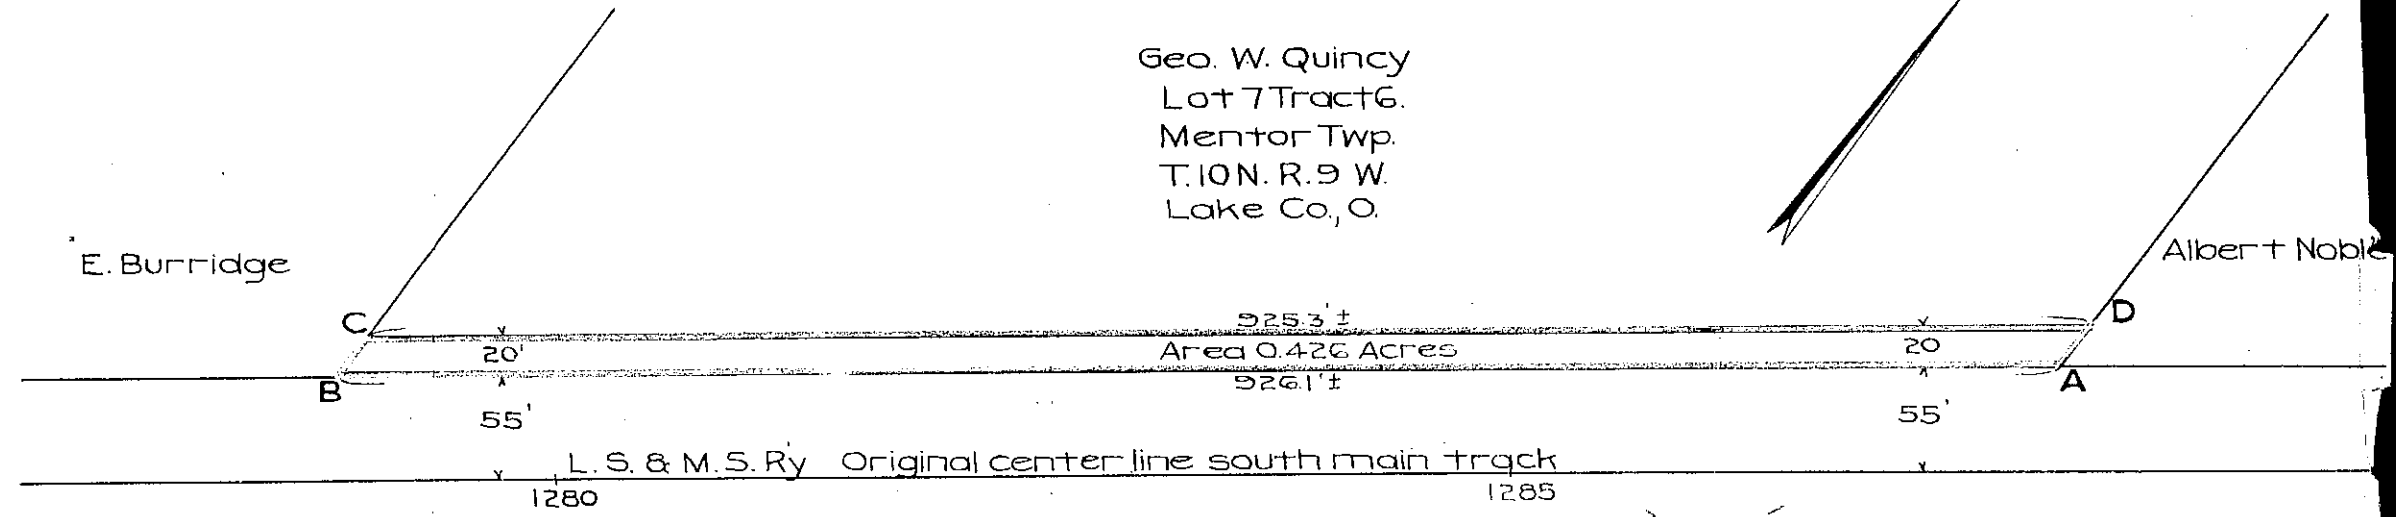 Geo. W. Quincy
Lot 7 Tract 6.
Mentor Twp.
T.10N. R.9 W.
Lake Co., O.
E. Burridge
Albert Noble
C
925.3'±
D
20'
Area 0.426 Acres
20
B
926.1'±
A
55'
55'
L. S. & M. S. Ry Original center line south main track
1280
1285